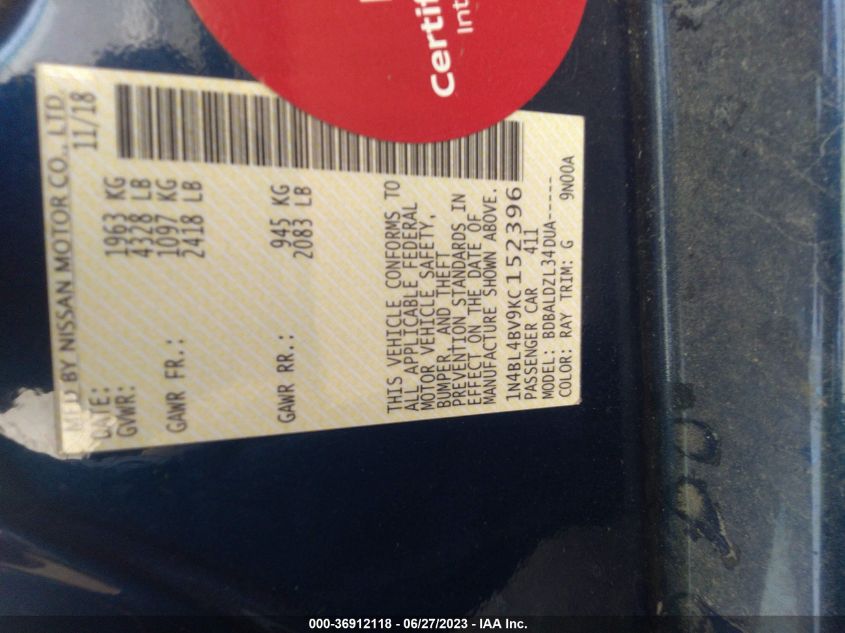 MFD BY NISSAN MOTOR CO., LTD.
DATE: 11/18
GVWR: 1963 KG
4328 LB
GAWR FR.: 1097 KG
2418 LB
GAWR RR.: 945 KG
2083 LB
THIS VEHICLE CONFORMS TO
ALL APPLICABLE FEDERAL
MOTOR VEHICLE SAFETY,
BUMPER, AND THEFT
PREVENTION STANDARDS IN
EFFECT ON THE DATE OF
MANUFACTURE SHOWN ABOVE.
1N4BL4BV9KC152396
PASSENGER CAR 411
MODEL: BDBALDZL34DUA-----
COLOR: RAY TRIM: G 9N00A
Certif
Int
000-36912118 - 06/27/2023 - IAA Inc.